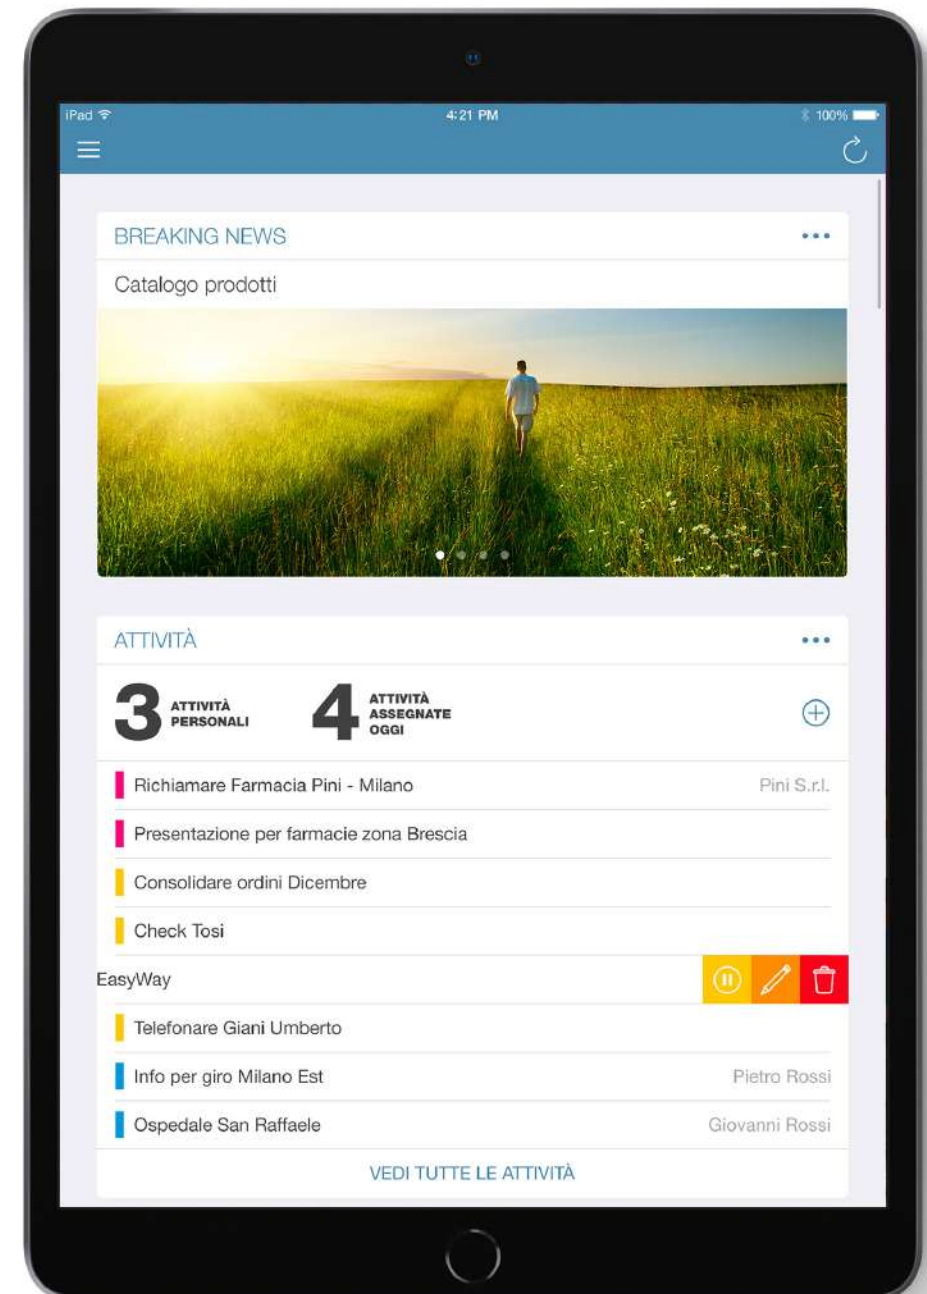 iPad 4:21 PM 100%
BREAKING NEWS
Catalogo prodotti
ATTIVITÀ
3 ATTIVITÀ PERSONALI
4 ATTIVITÀ ASSEGNATE OGGI
Richiamare Farmacia Pini - Milano Pini S.r.l.
Presentazione per farmacie zona Brescia
Consolidare ordini Dicembre
Check Tosi
EasyWay
Telefonare Giani Umberto
Info per giro Milano Est Pietro Rossi
Ospedale San Raffaele Giovanni Rossi
VEDI TUTTE LE ATTIVITÀ